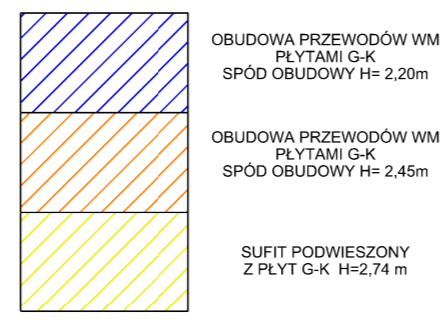 OBUDOWA PRZEWODÓW WM
PŁYTAMI G-K
SPÓD OBUDOWY H= 2,20m
OBUDOWA PRZEWODÓW WM
PŁYTAMI G-K
SPÓD OBUDOWY H= 2,45m
SUFIT PODWIESZONY
Z PŁYT G-K H=2,74 m